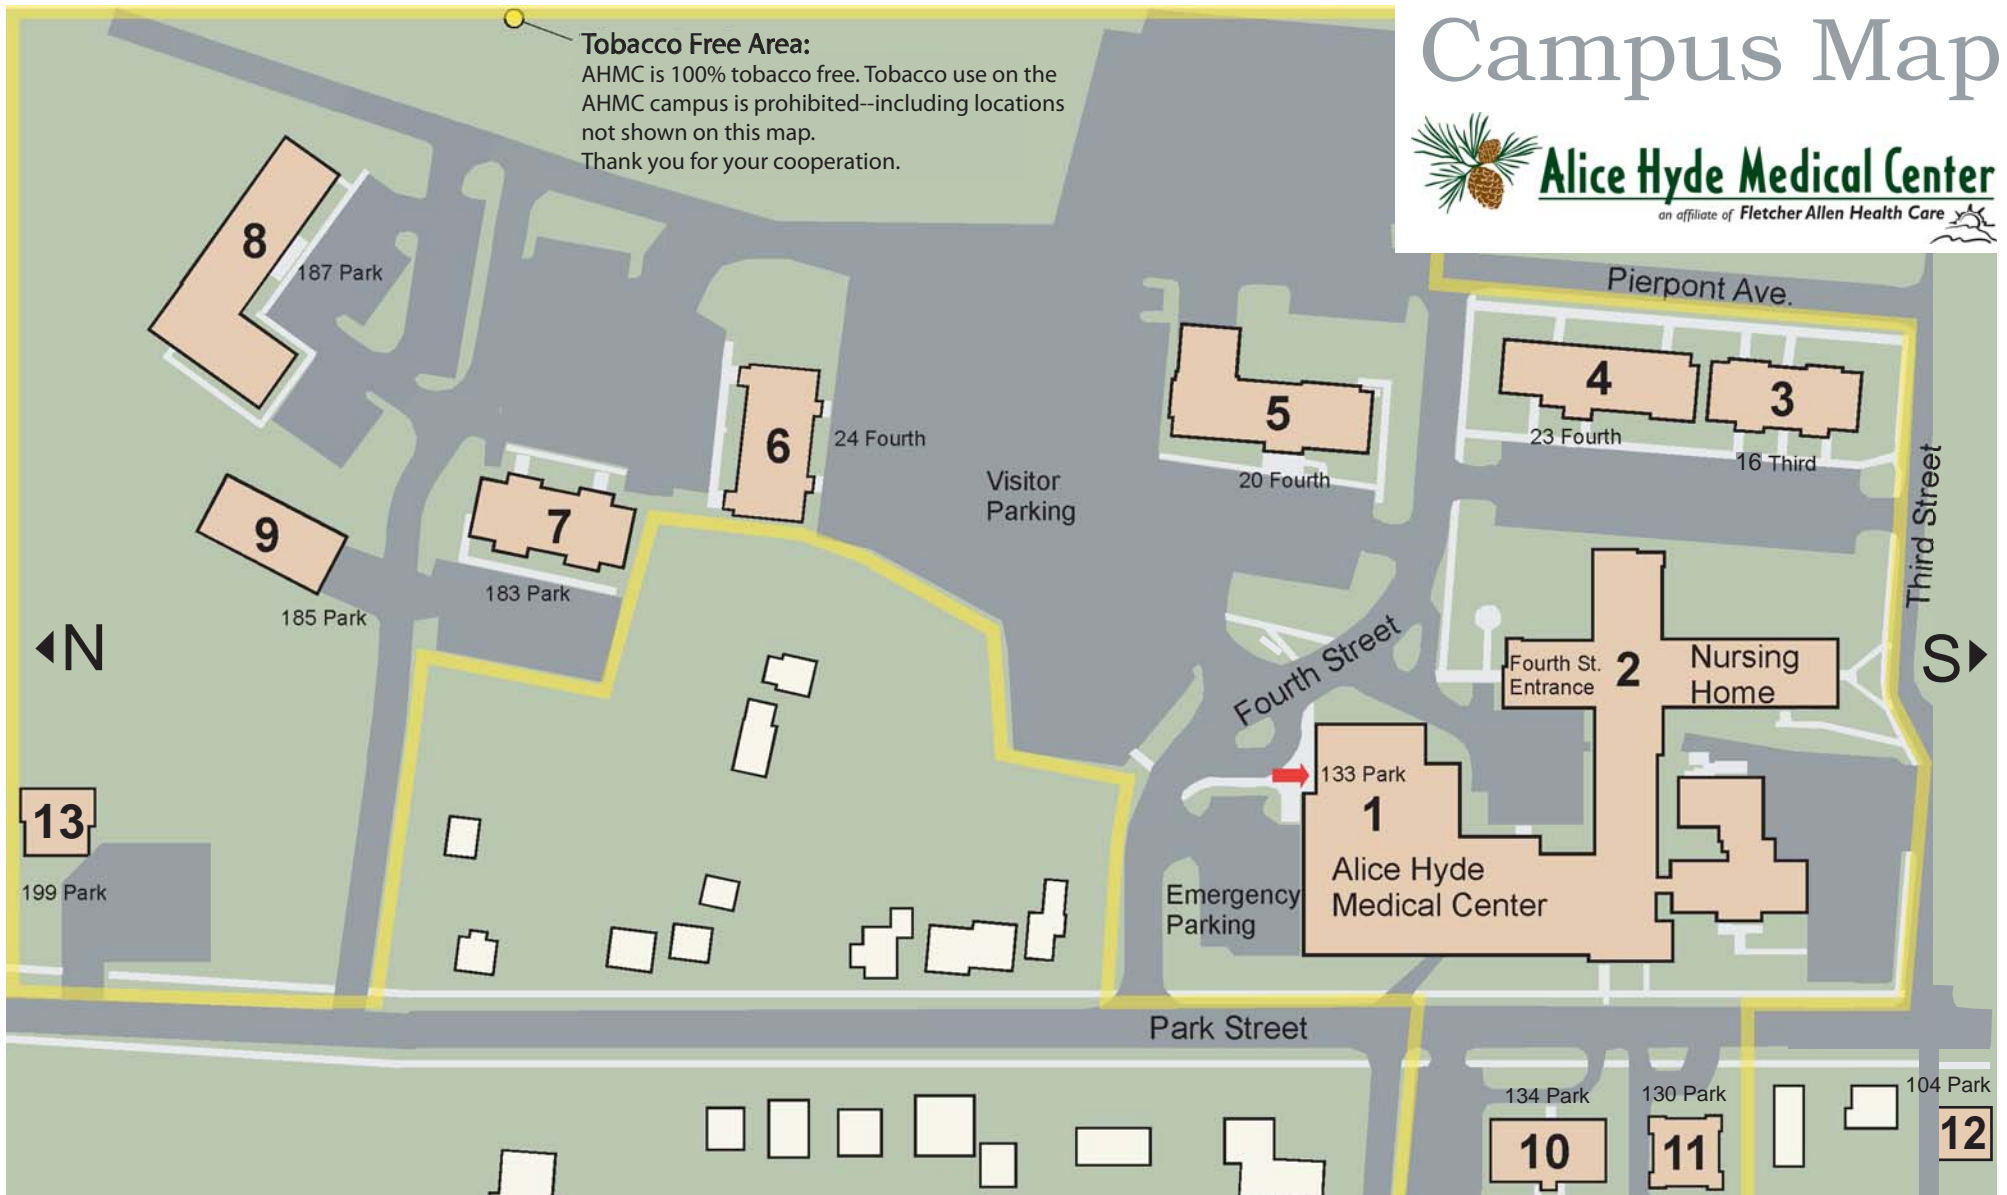 Campus Map
Alice Hyde Medical Center
an affiliate of Fletcher Allen Health Care
Tobacco Free Area:
AHMC is 100% tobacco free. Tobacco use on the
AHMC campus is prohibited--including locations
not shown on this map.
Thank you for your cooperation.
8
187 Park
Pierpont Ave.
4
23 Fourth
3
16 Third
5
20 Fourth
6
24 Fourth
Visitor
Parking
Third Street
9
185 Park
7
183 Park
N
S
Fourth Street
Fourth St.
Entrance
2
Nursing
Home
133 Park
1
Alice Hyde
Medical Center
Emergency
Parking
13
199 Park
Park Street
134 Park
10
130 Park
11
104 Park
12